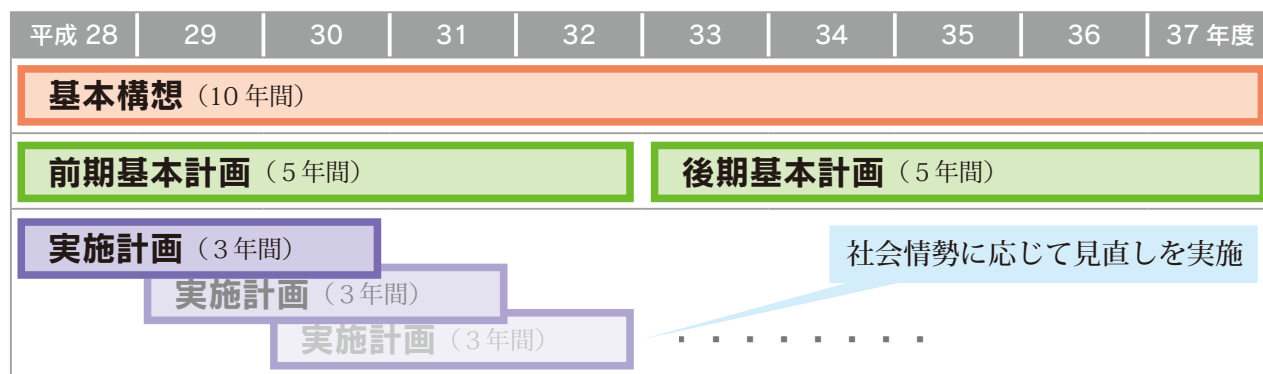 平成 28 29 30 31 32 33 34 35 36 37 年度
基本構想（10 年間）
前期基本計画（５年間） 後期基本計画（５年間）
実施計画（３年間） 社会情勢に応じて見直しを実施
実施計画（３年間）
実施計画（３年間）